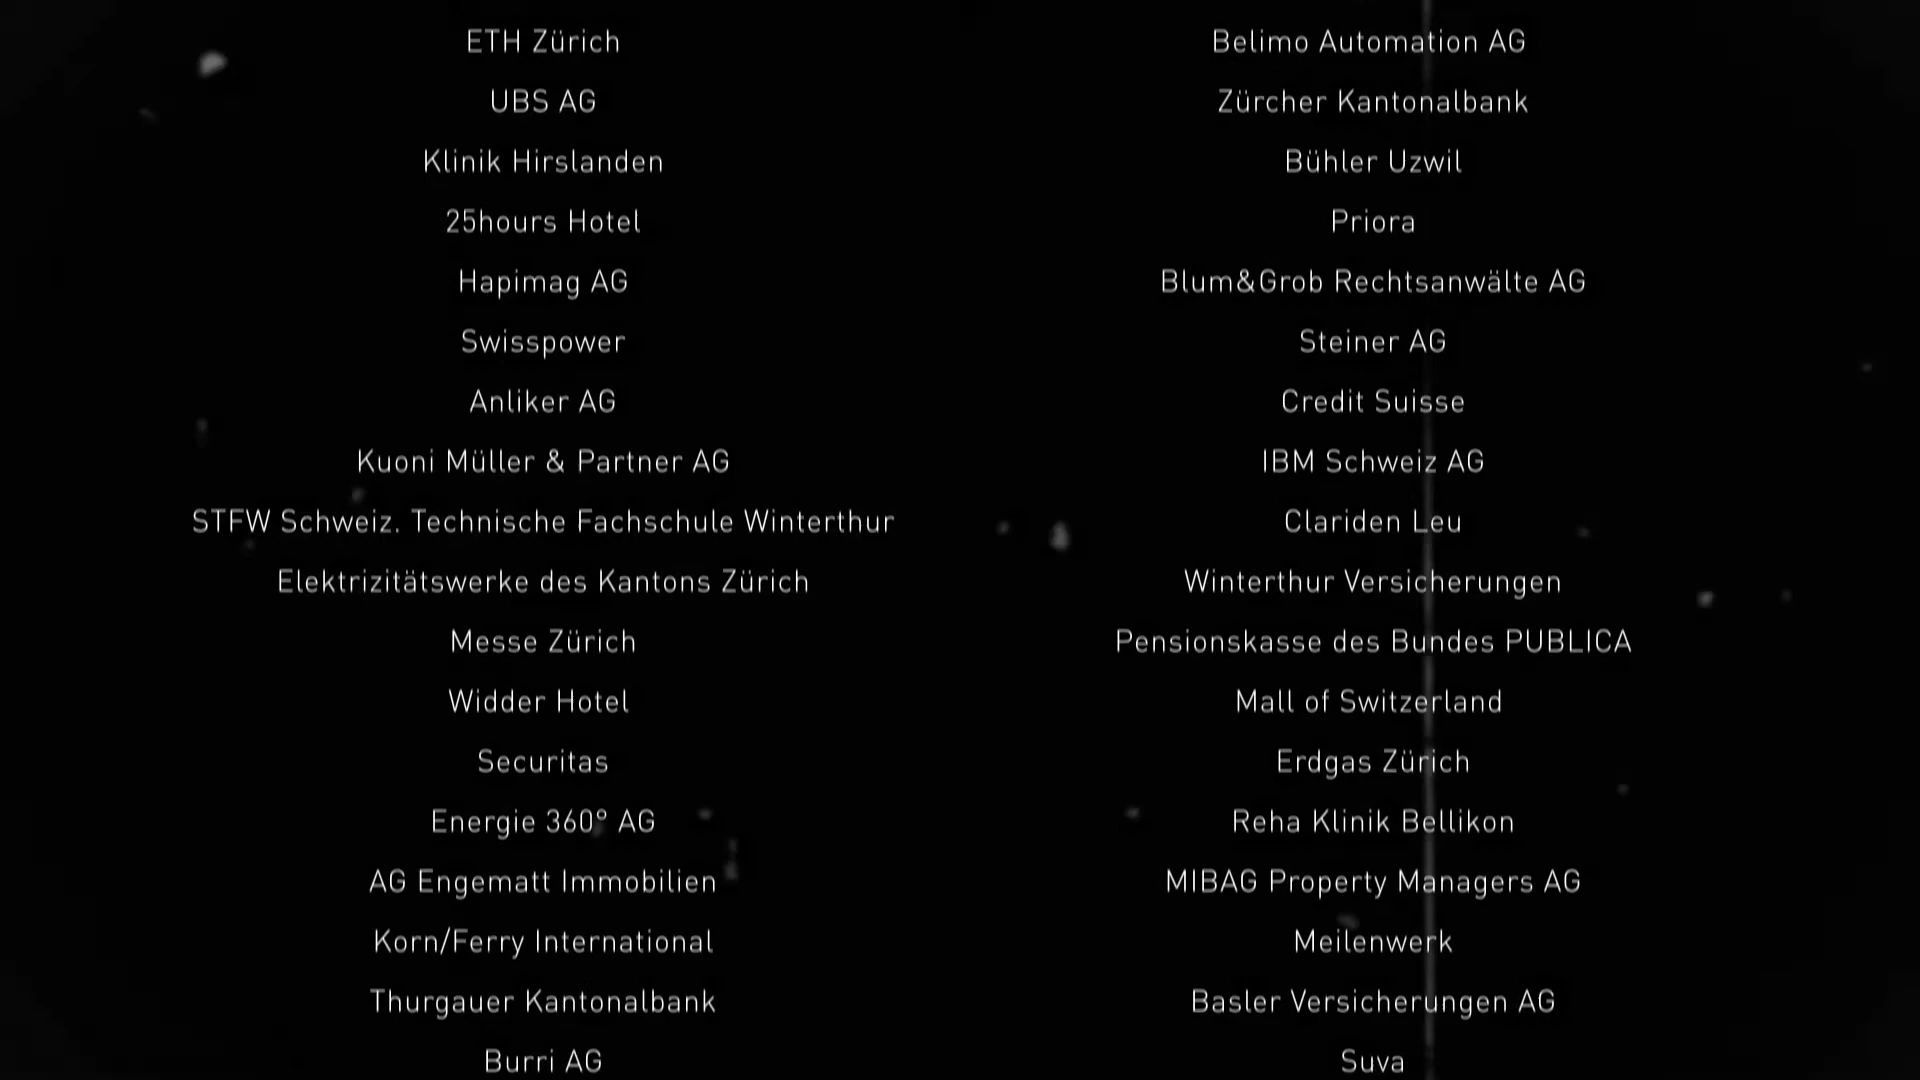 ETH Zürich
UBS AG
Klinik Hirslanden
25hours Hotel
Hapimag AG
Swisspower
Anliker AG
Kuoni Müller & Partner AG
STFW Schweiz. Technische Fachschule Winterthur
Elektrizitätswerke des Kantons Zürich
Messe Zürich
Widder Hotel
Securitas
Energie 360° AG
AG Engematt Immobilien
Korn/Ferry International
Thurgauer Kantonalbank
Burri AG
Belimo Automation AG
Zürcher Kantonalbank
Bühler Uzwil
Priora
Blum&Grob Rechtsanwälte AG
Steiner AG
Credit Suisse
IBM Schweiz AG
Clariden Leu
Winterthur Versicherungen
Pensionskasse des Bundes PUBLICA
Mall of Switzerland
Erdgas Zürich
Reha Klinik Bellikon
MIBAG Property Managers AG
Meilenwerk
Basler Versicherungen AG
Suva